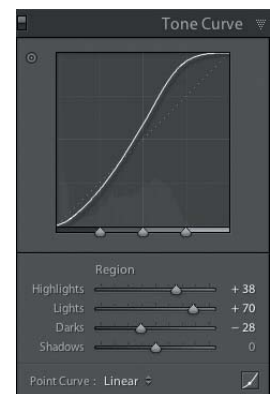 Tone Curve
Region
Highlights + 38
Lights + 70
Darks − 28
Shadows 0
Point Curve : Linear